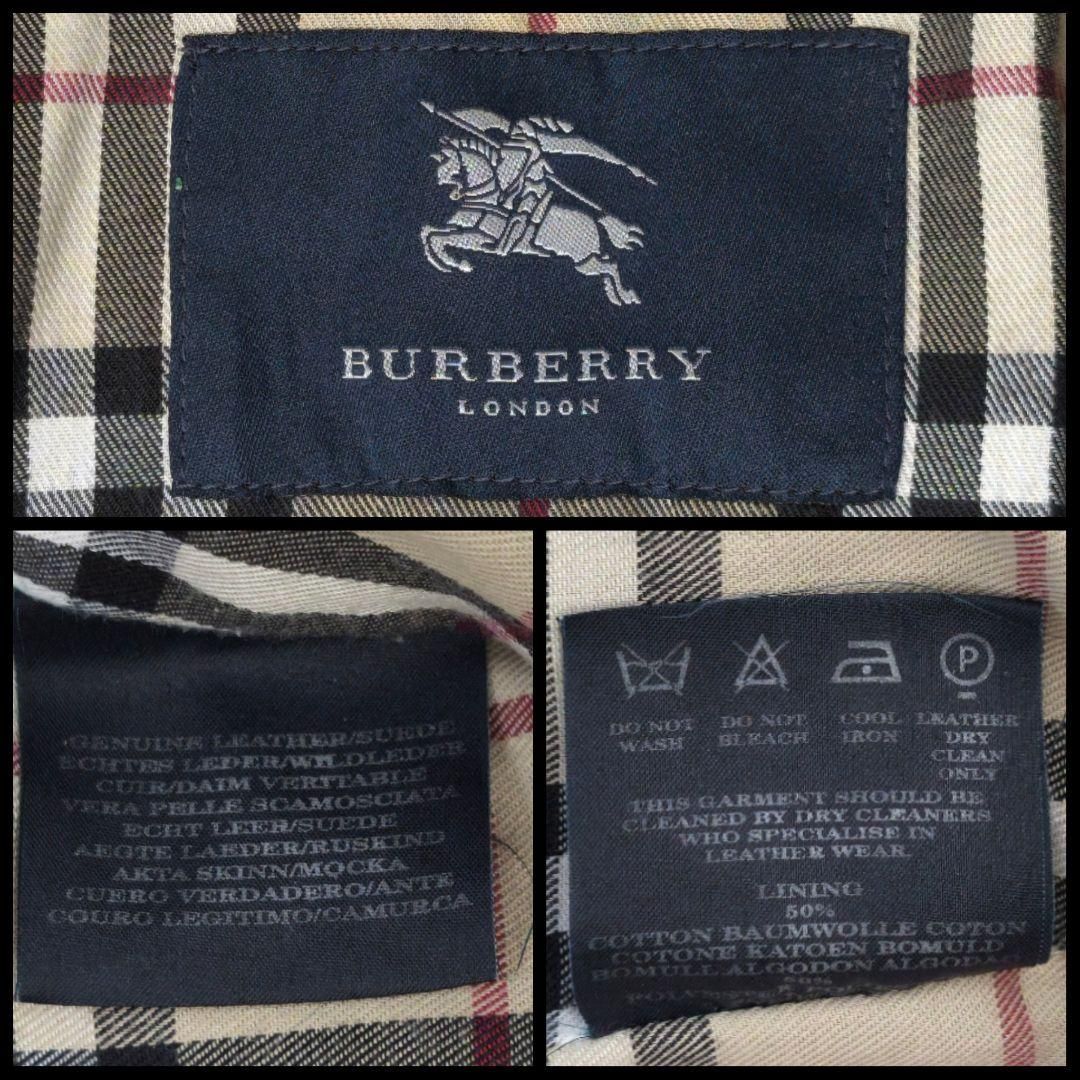 BURBERRY
LONDON
GENUINE LEATHER/SUEDE
ECHTES LEDER/WILDLEDER
CUIR/DAIM VERITABLE
VERA PELLE SCAMOSCIATA
ECHT LEER/SUEDE
AEGTE LAEDER/RUSKIND
AKTA SKINN/MOCKA
CUERO VERDADERO/ANTE
COURO LEGITIMO/CAMURCA
P
DO NOT WASH
DO NOT BLEACH
COOL IRON
LEATHER DRY CLEAN ONLY
THIS GARMENT SHOULD BE
CLEANED BY DRY CLEANERS
WHO SPECIALISE IN
LEATHER WEAR.
LINING
50%
COTTON BAUMWOLLE COTON
COTONE KATOEN BOMULD
BOMULL ALGODON ALGODAO